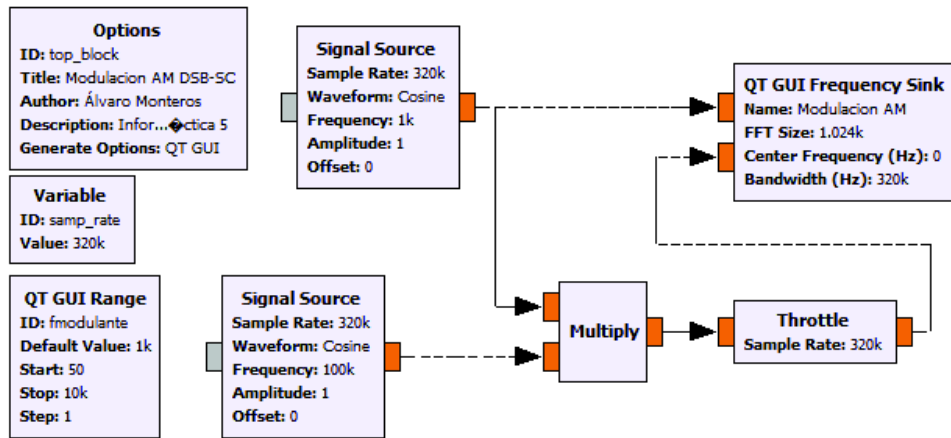 Options
ID: top_block
Title: Modulacion AM DSB-SC
Author: Álvaro Monteros
Description: Infor...�ctica 5
Generate Options: QT GUI
Variable
ID: samp_rate
Value: 320k
QT GUI Range
ID: fmodulante
Default Value: 1k
Start: 50
Stop: 10k
Step: 1
Signal Source
Sample Rate: 320k
Waveform: Cosine
Frequency: 1k
Amplitude: 1
Offset: 0
Signal Source
Sample Rate: 320k
Waveform: Cosine
Frequency: 100k
Amplitude: 1
Offset: 0
Multiply
Throttle
Sample Rate: 320k
QT GUI Frequency Sink
Name: Modulacion AM
FFT Size: 1.024k
Center Frequency (Hz): 0
Bandwidth (Hz): 320k